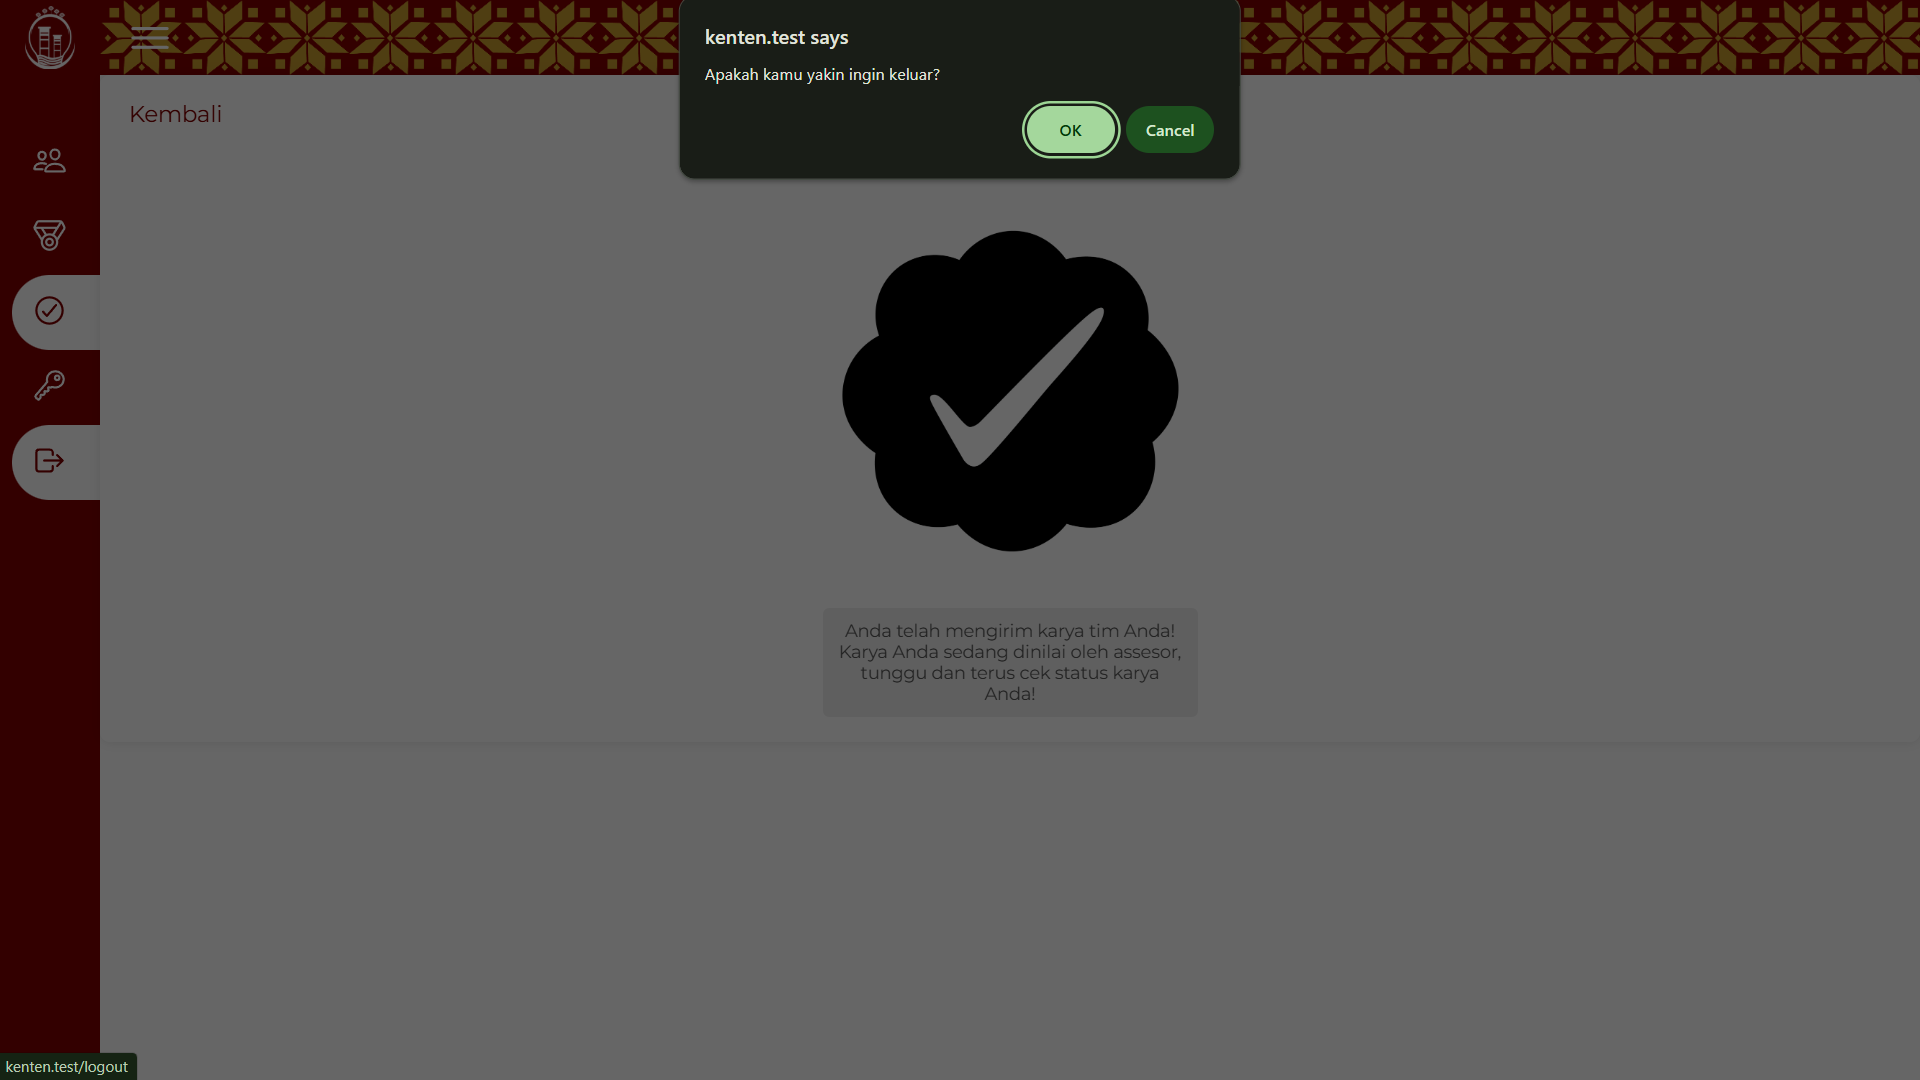 kenten.test says
Apakah kamu yakin ingin keluar?
OK
Cancel
Kembali
Anda telah mengirim karya tim Anda!
Karya Anda sedang dinilai oleh assesor,
tunggu dan terus cek status karya
Anda!
kenten.test/logout